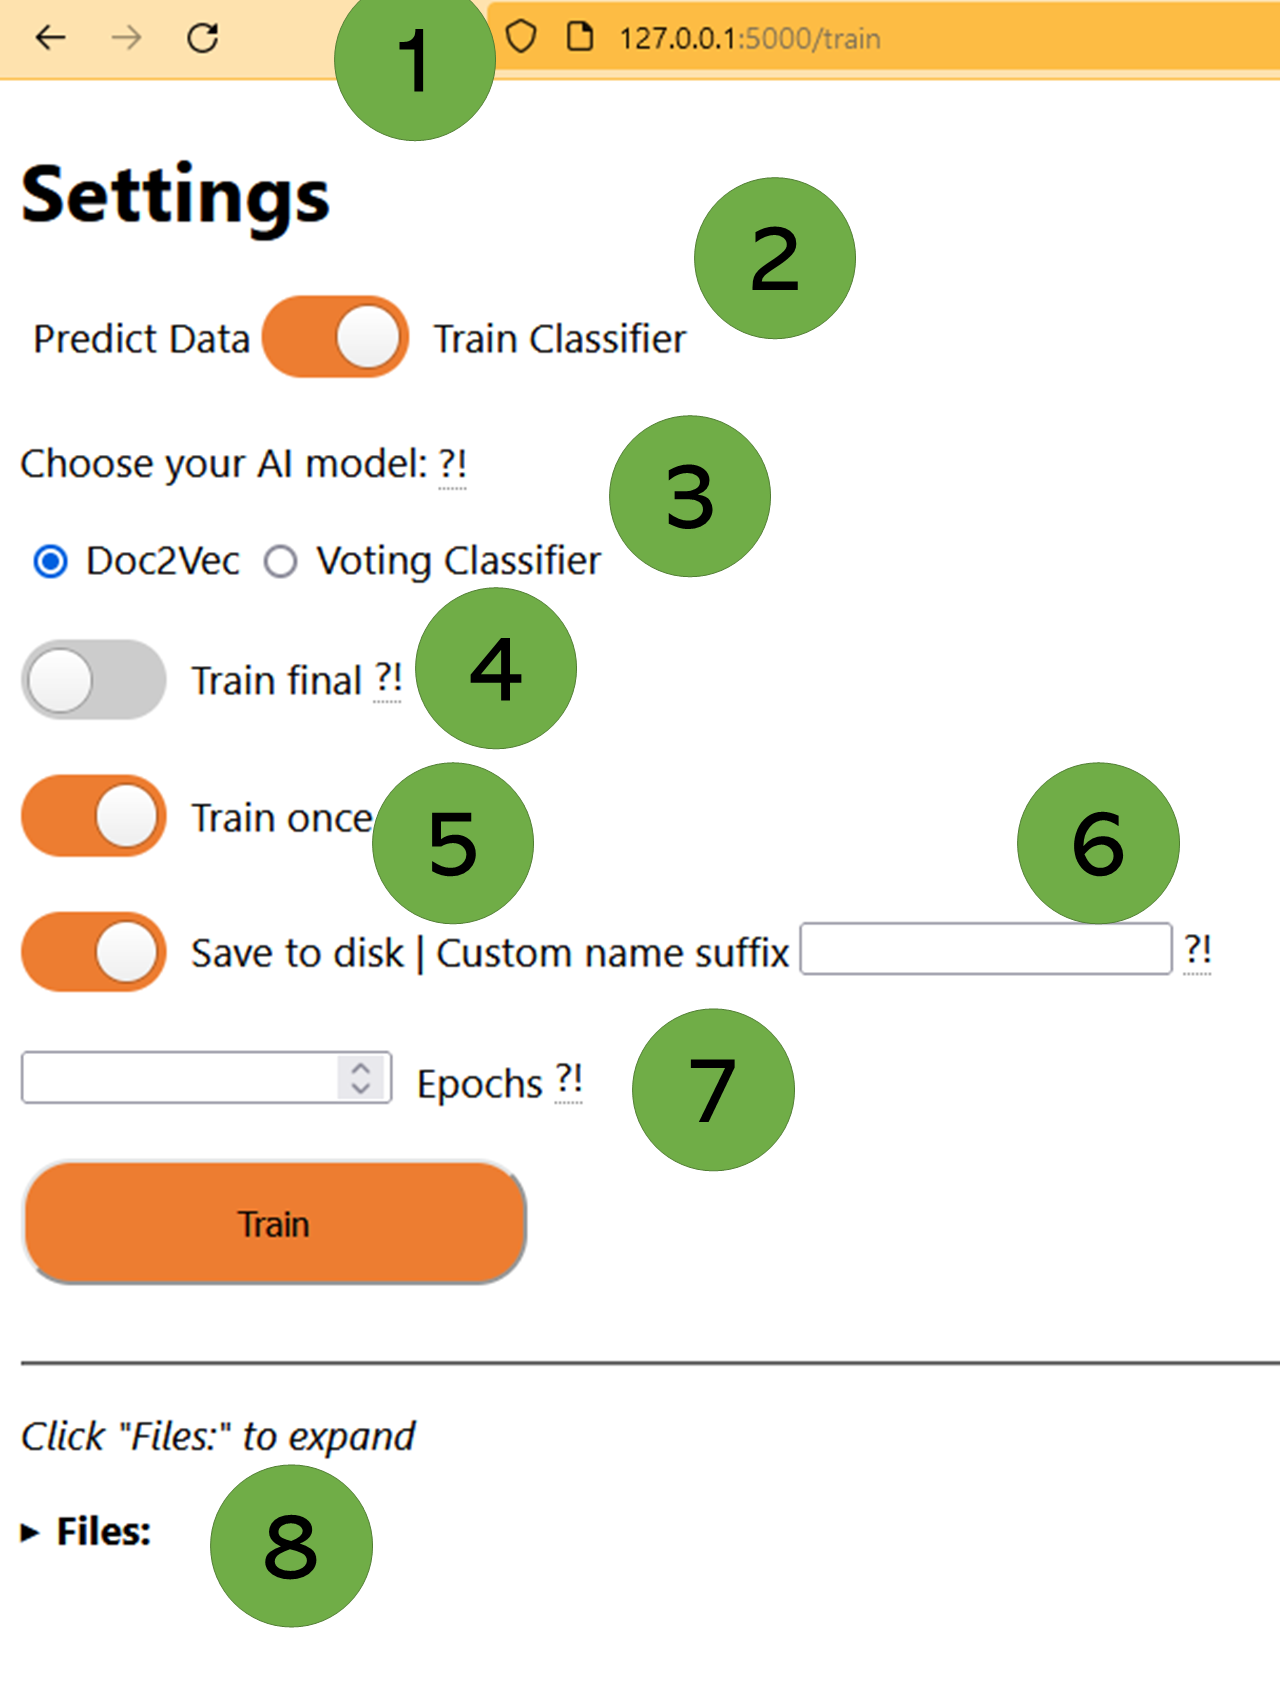 1
127.0.0.1:5000/train
Settings
2
Predict Data Train Classifier
Choose your AI model: ?!
3
Doc2Vec Voting Classifier
Train final ?!
4
Train once
5
6
Save to disk | Custom name suffix ?!
Epochs ?!
7
Train
Click "Files:" to expand
▸ Files:
8